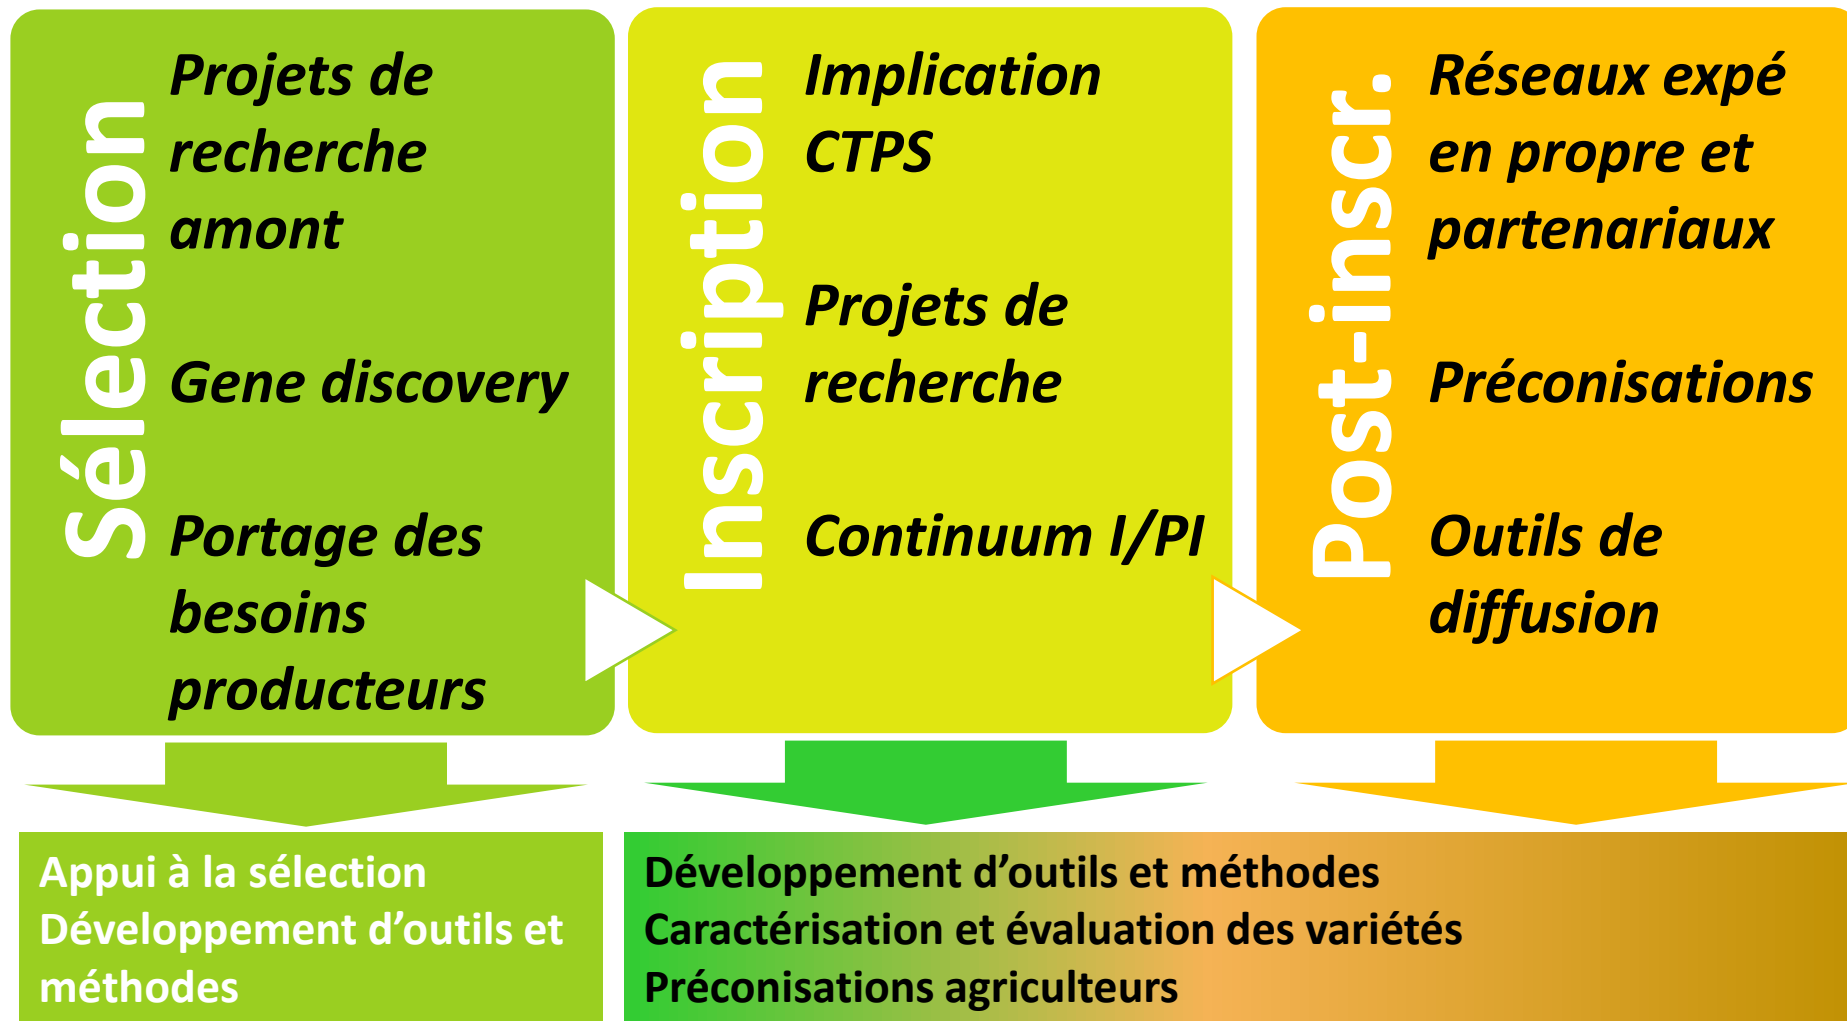 Sélection
Projets de
recherche
amont
Gene discovery
Portage des
besoins
producteurs
Inscription
Implication
CTPS
Projets de
recherche
Continuum I/PI
Post-inscr.
Réseaux expé
en propre et
partenariaux
Préconisations
Outils de
diffusion
Appui à la sélection
Développement d’outils et
méthodes
Développement d’outils et méthodes
Caractérisation et évaluation des variétés
Préconisations agriculteurs